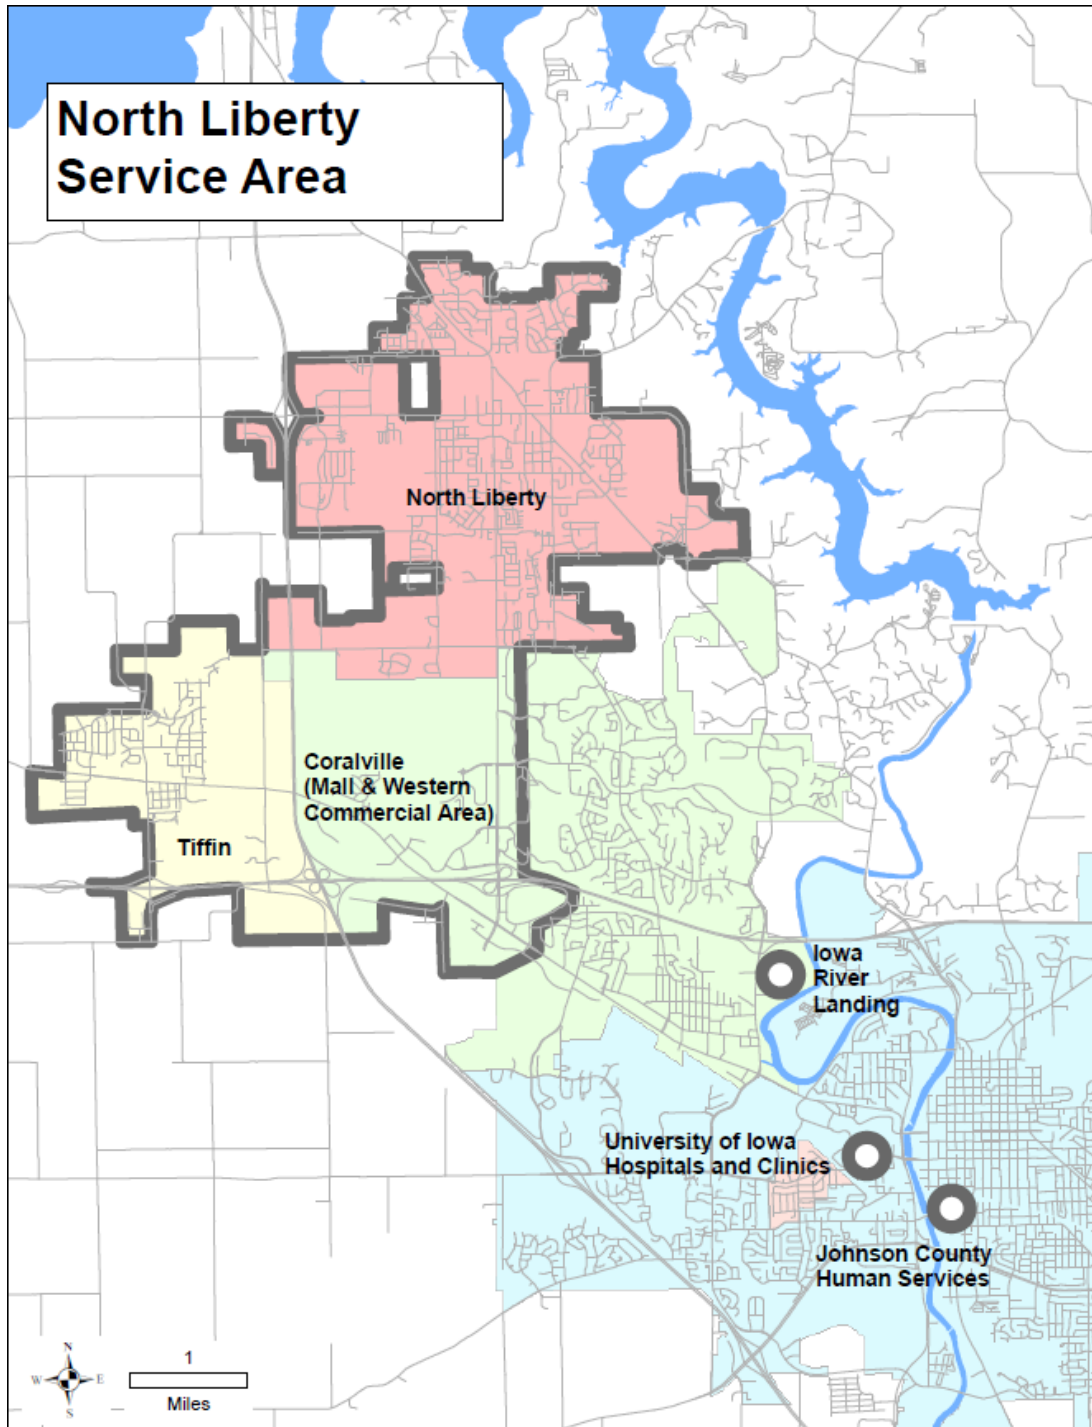 North Liberty
Service Area
North Liberty
Coralville
(Mall & Western
Commercial Area)
Tiffin
Iowa
River
Landing
University of Iowa
Hospitals and Clinics
Johnson County
Human Services
N
W E
S
1
Miles